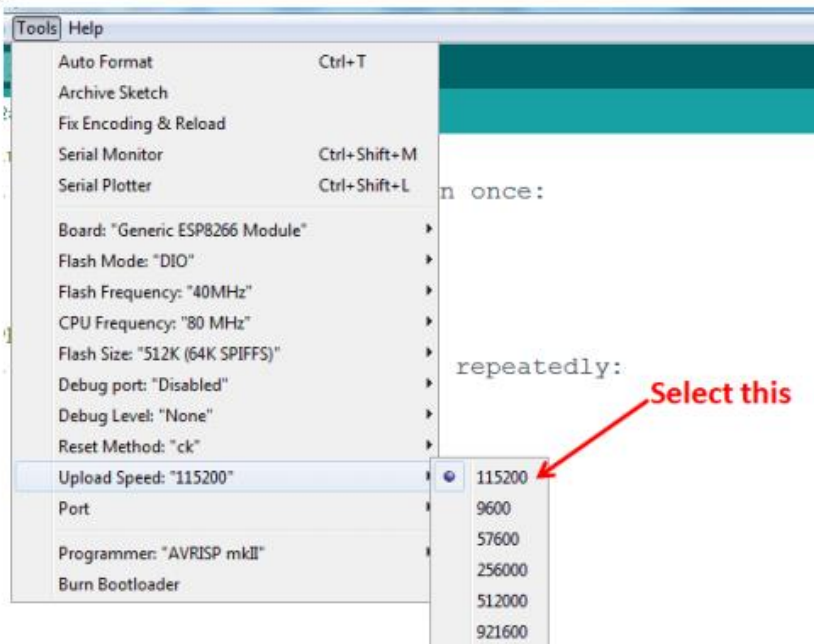 Tools Help
Auto Format Ctrl+T
Archive Sketch
Fix Encoding & Reload
Serial Monitor Ctrl+Shift+M
Serial Plotter Ctrl+Shift+L
n once:
Board: "Generic ESP8266 Module"
Flash Mode: "DIO"
Flash Frequency: "40MHz"
CPU Frequency: "80 MHz"
Flash Size: "512K (64K SPIFFS)"
repeatedly:
Debug port: "Disabled"
Select this
Debug Level: "None"
Reset Method: "ck"
Upload Speed: "115200"
115200
Port
9600
57600
Programmer: "AVRISP mkII"
256000
Burn Bootloader
512000
921600